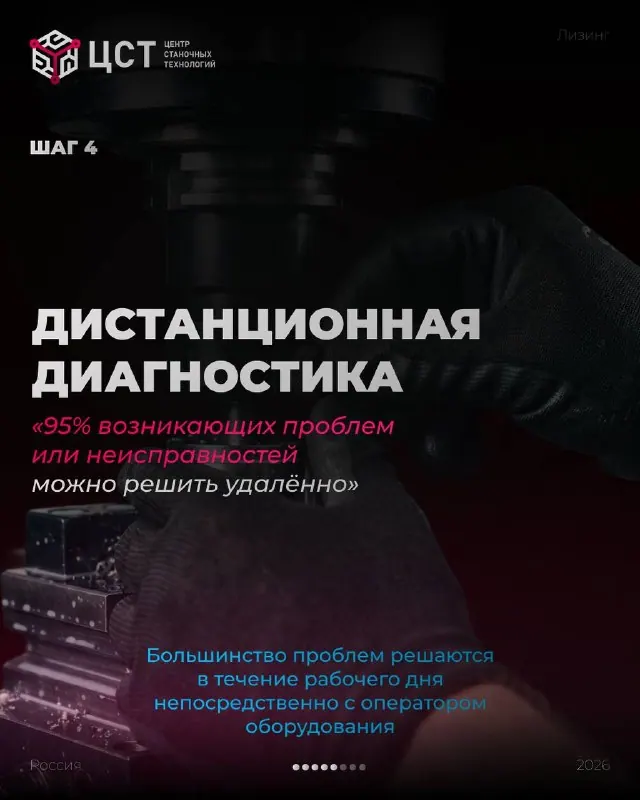 ЦСТ
ЦЕНТР
СТАНОЧНЫХ
ТЕХНОЛОГИЙ
Лизинг
ШАГ 4
ДИСТАНЦИОННАЯ
ДИАГНОСТИКА
«95% возникающих проблем
или неисправностей
можно решить удалённо»
Большинство проблем решаются
в течение рабочего дня
непосредственно с оператором
оборудования
Россия
2026